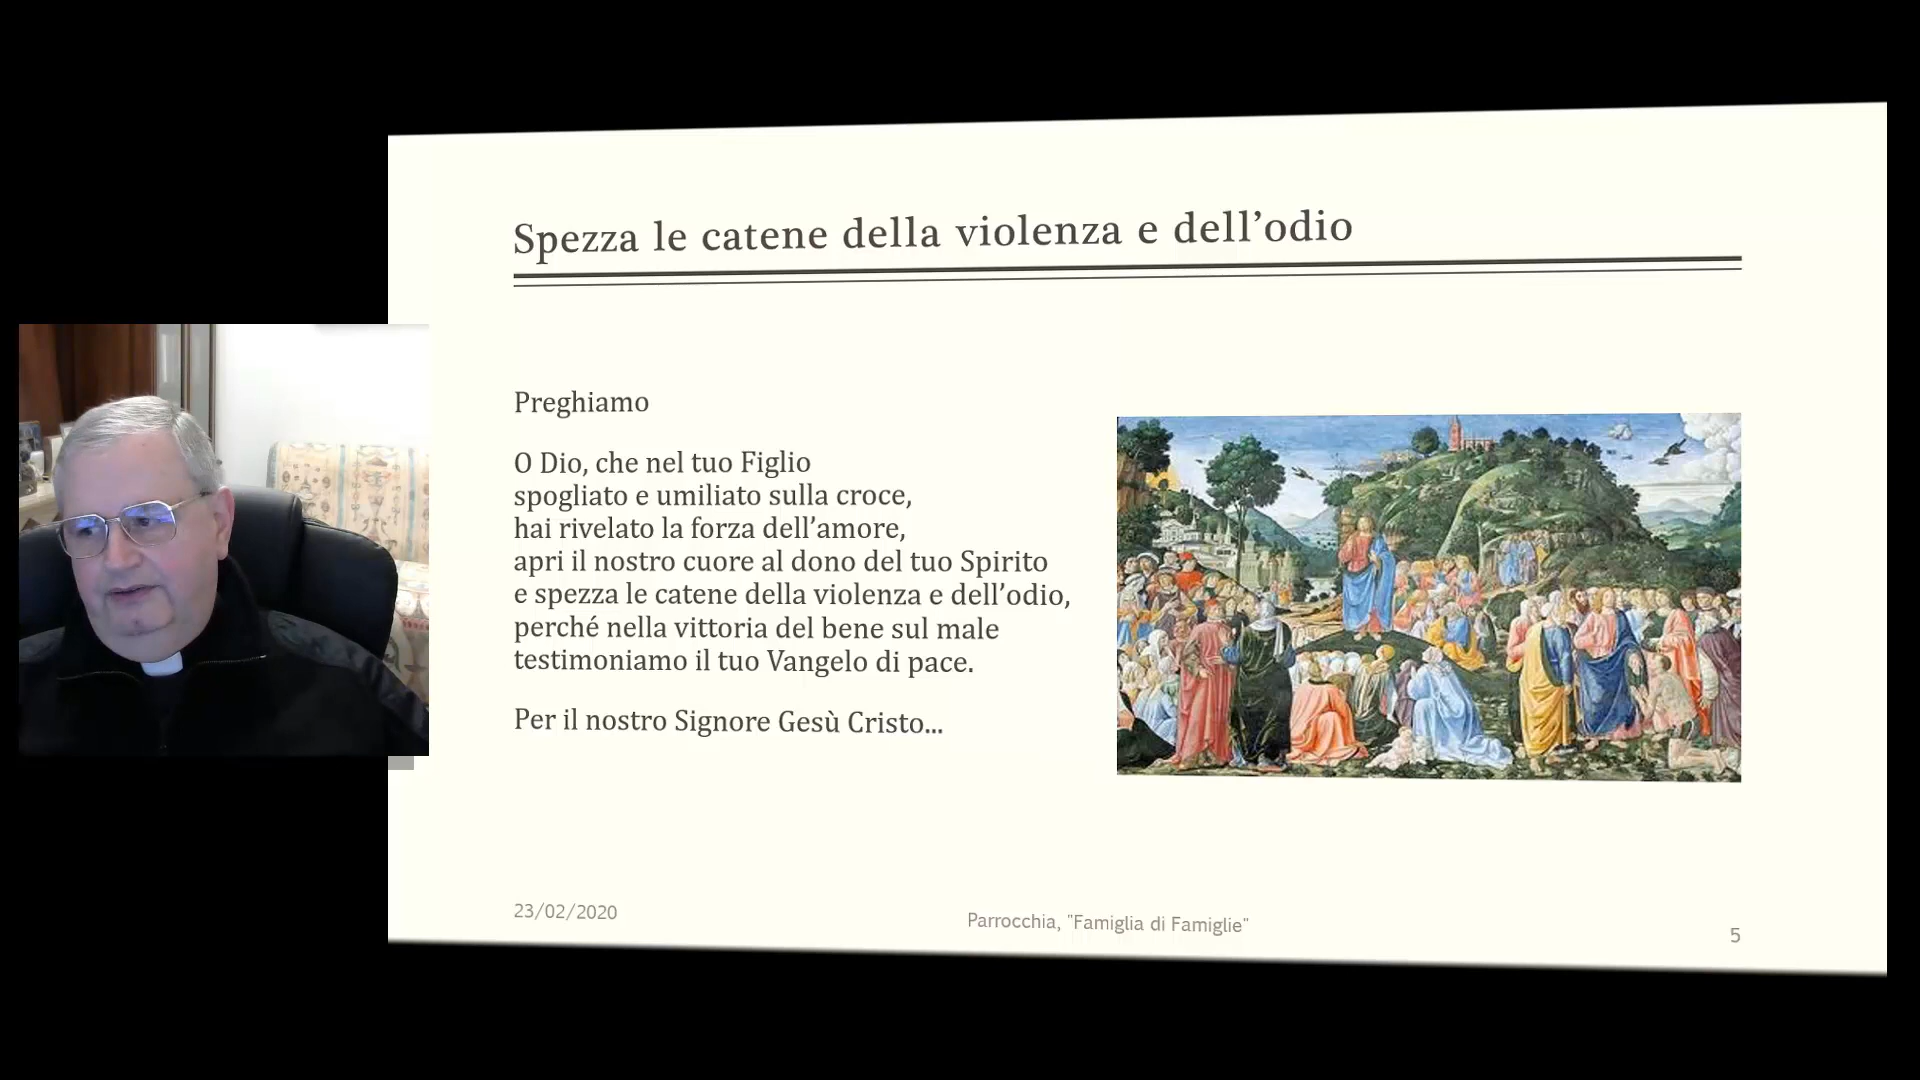 Spezza le catene della violenza e dell’odio
Preghiamo
O Dio, che nel tuo Figlio
spogliato e umiliato sulla croce,
hai rivelato la forza dell’amore,
apri il nostro cuore al dono del tuo Spirito
e spezza le catene della violenza e dell’odio,
perché nella vittoria del bene sul male
testimoniamo il tuo Vangelo di pace.
Per il nostro Signore Gesù Cristo...
23/02/2020
Parrocchia, "Famiglia di Famiglie"
5